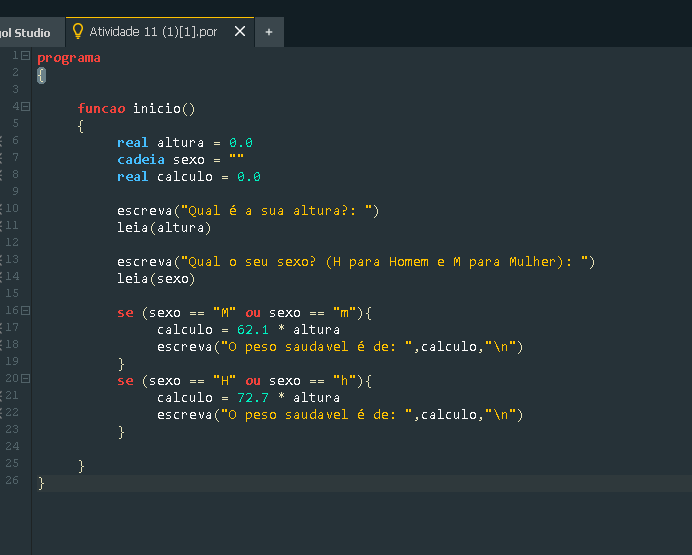 gol Studio Atividade 11 (1)[1].por × +
1 programa
2 {
3
4 funcao inicio()
5 {
6 real altura = 0.0
7 cadeia sexo = ""
8 real calculo = 0.0
9
10 escreva("Qual é a sua altura?: ")
11 leia(altura)
12
13 escreva("Qual o seu sexo? (H para Homem e M para Mulher): ")
14 leia(sexo)
15
16 se (sexo == "M" ou sexo == "m"){
17 calculo = 62.1 * altura
18 escreva("O peso saudavel é de: ",calculo,"\n")
19 }
20 se (sexo == "H" ou sexo == "h"){
21 calculo = 72.7 * altura
22 escreva("O peso saudavel é de: ",calculo,"\n")
23 }
24
25 }
26 }